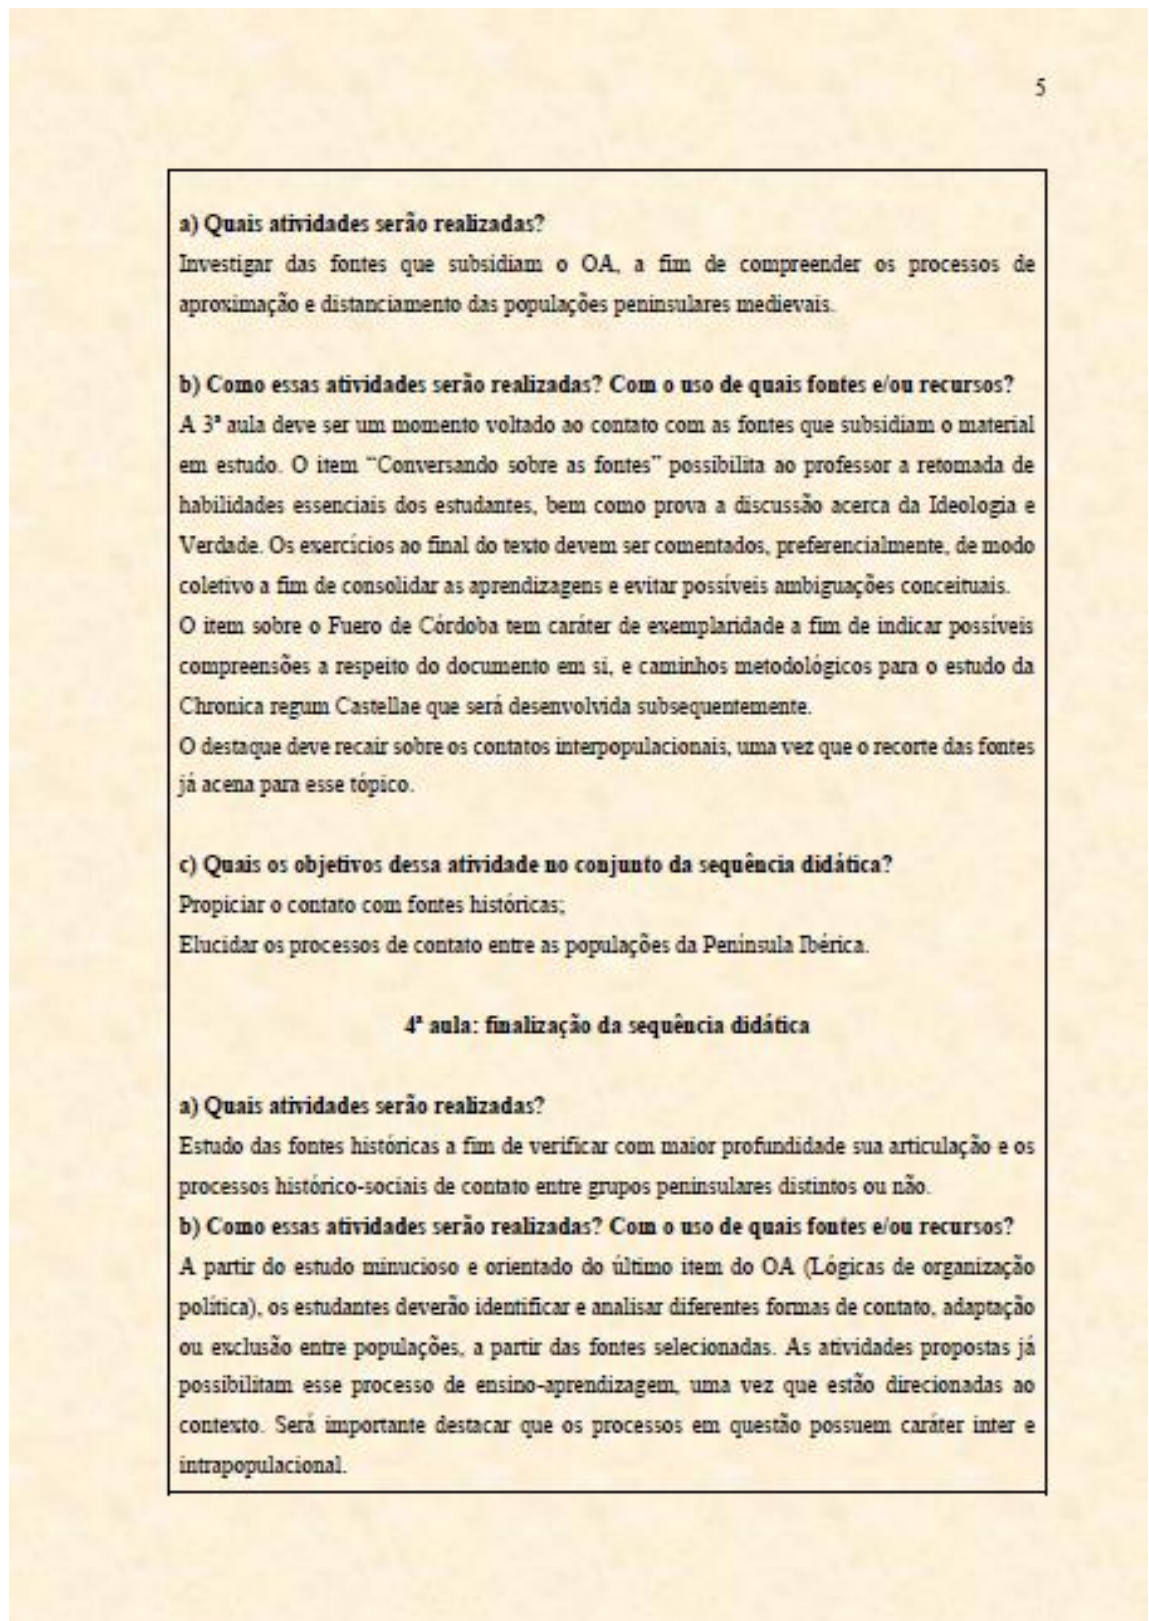 5
a) Quais atividades serão realizadas?
Investigar das fontes que subsidiam o OA, a fim de compreender os processos de
aproximação e distanciamento das populações peninsulares medievais.
b) Como essas atividades serão realizadas? Com o uso de quais fontes e/ou recursos?
A 3ª aula deve ser um momento voltado ao contato com as fontes que subsidiam o material
em estudo. O item “Conversando sobre as fontes” possibilita ao professor a retomada de
habilidades essenciais dos estudantes, bem como prova a discussão acerca da Ideologia e
Verdade. Os exercícios ao final do texto devem ser comentados, preferencialmente, de modo
coletivo a fim de consolidar as aprendizagens e evitar possíveis ambiguações conceituais.
O item sobre o Fuero de Córdoba tem caráter de exemplaridade a fim de indicar possíveis
compreensões a respeito do documento em si, e caminhos metodológicos para o estudo da
Chronica regum Castellae que será desenvolvida subsequentemente.
O destaque deve recair sobre os contatos interpopulacionais, uma vez que o recorte das fontes
já acena para esse tópico.
c) Quais os objetivos dessa atividade no conjunto da sequência didática?
Propiciar o contato com fontes históricas;
Elucidar os processos de contato entre as populações da Península Ibérica.
4ª aula: finalização da sequência didática
a) Quais atividades serão realizadas?
Estudo das fontes históricas a fim de verificar com maior profundidade sua articulação e os
processos histórico-sociais de contato entre grupos peninsulares distintos ou não.
b) Como essas atividades serão realizadas? Com o uso de quais fontes e/ou recursos?
A partir do estudo minucioso e orientado do último item do OA (Lógicas de organização
política), os estudantes deverão identificar e analisar diferentes formas de contato, adaptação
ou exclusão entre populações, a partir das fontes selecionadas. As atividades propostas já
possibilitam esse processo de ensino-aprendizagem, uma vez que estão direcionadas ao
contexto. Será importante destacar que os processos em questão possuem caráter inter e
intrapopulacional.